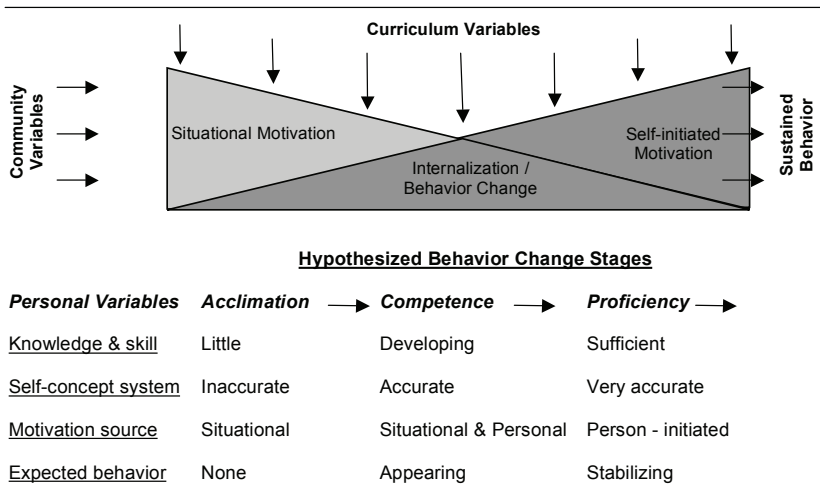 Curriculum Variables
Community
Variables
Situational Motivation
Internalization /
Behavior Change
Self-initiated
Motivation
Sustained
Behavior
Hypothesized Behavior Change Stages
Personal Variables Acclimation Competence Proficiency
Knowledge & skill Little Developing Sufficient
Self-concept system Inaccurate Accurate Very accurate
Motivation source Situational Situational & Personal Person - initiated
Expected behavior None Appearing Stabilizing